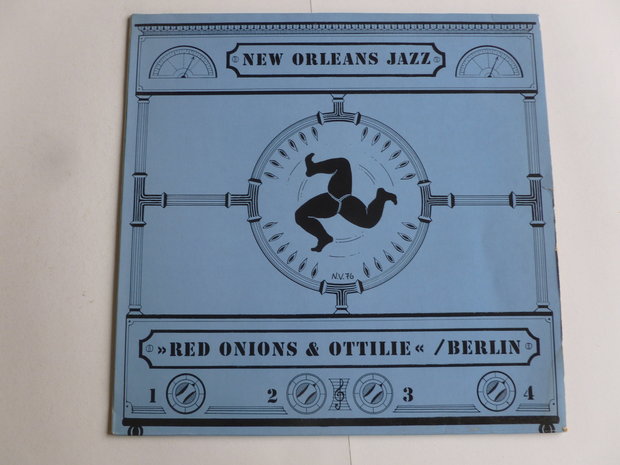 NEW ORLEANS JAZZ
N.V. 76
»RED ONIONS & OTTILIE« /BERLIN
1 2 3 4